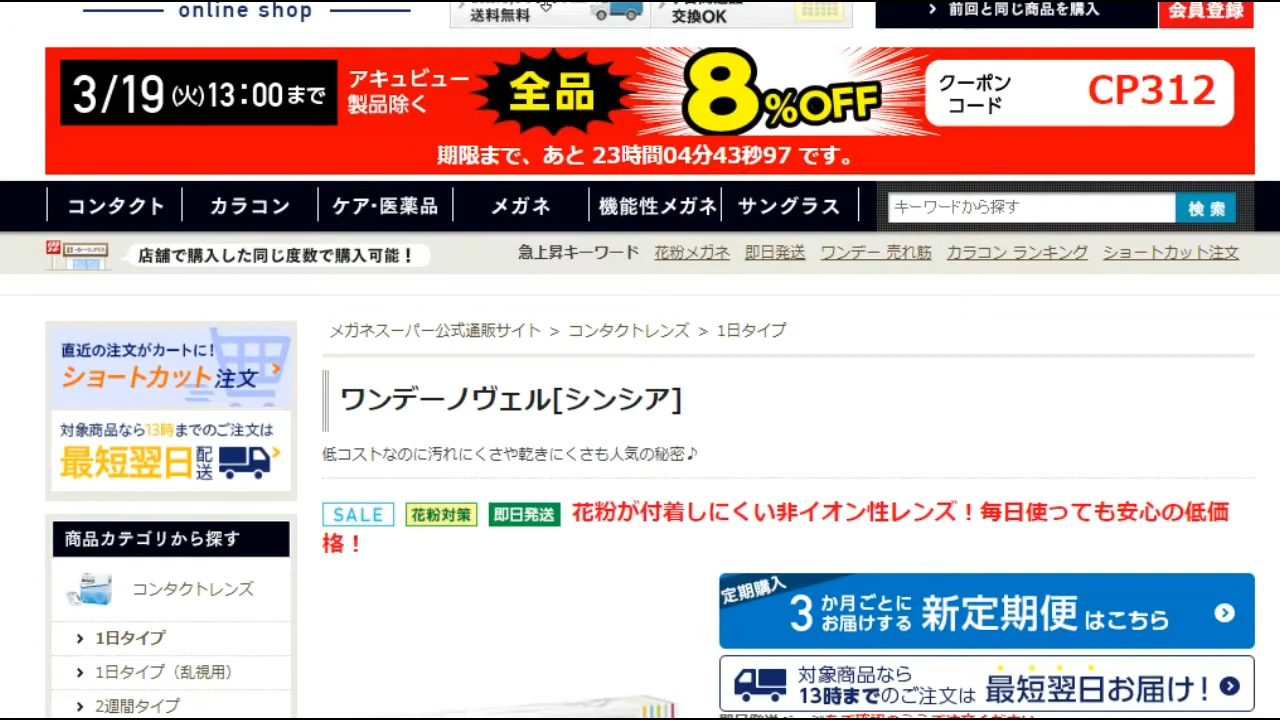 online shop
送料無料
交換OK
前回と同じ商品を購入
会員登録
3/19(火)13:00まで
アキュビュー
製品除く
全品
8%OFF
クーポン
コード
CP312
期限まで、あと 23時間04分43秒97 です。
コンタクト
カラコン
ケア・医薬品
メガネ
機能性メガネ
サングラス
キーワードから探す
検索
店舗で購入した同じ度数で購入可能！
急上昇キーワード 花粉メガネ 即日発送 ワンデー 売れ筋 カラコン ランキング ショートカット注文
メガネスーパー公式通販サイト > コンタクトレンズ > 1日タイプ
直近の注文がカートに!
ショートカット注文
対象商品なら13時までのご注文は
最短翌日配送
ワンデーノヴェル[シンシア]
低コストなのに汚れにくさや乾きにくさも人気の秘密♪
SALE 花粉対策 即日発送 花粉が付着しにくい非イオン性レンズ！毎日使っても安心の低価
格！
商品カテゴリから探す
コンタクトレンズ
1日タイプ
1日タイプ（乱視用）
2週間タイプ
定期購入
3か月ごとに
お届けする
新定期便はこちら
対象商品なら
13時までのご注文は
最短翌日お届け！